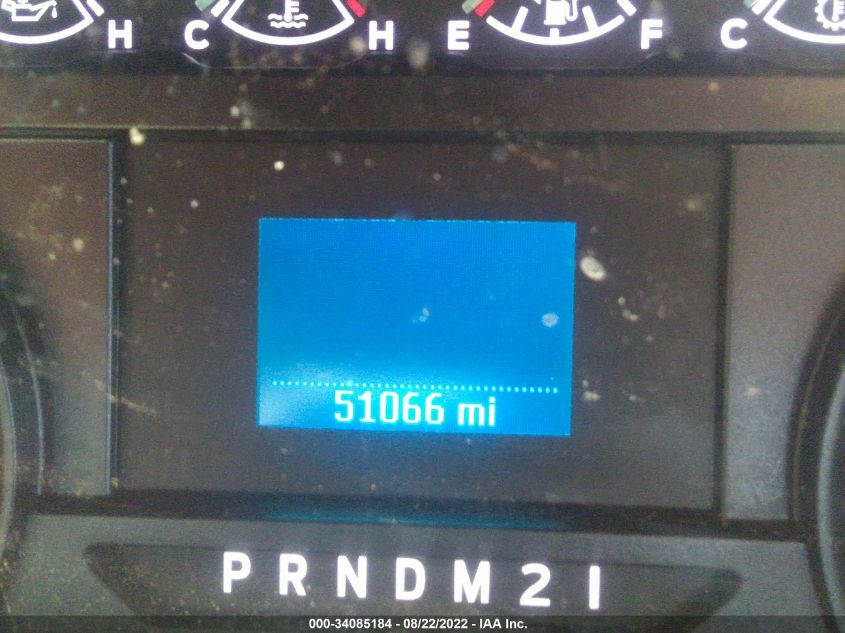 H C H E F C
51066 mi
P R N D M 2 1
000-34085184 - 08/22/2022 - IAA Inc.